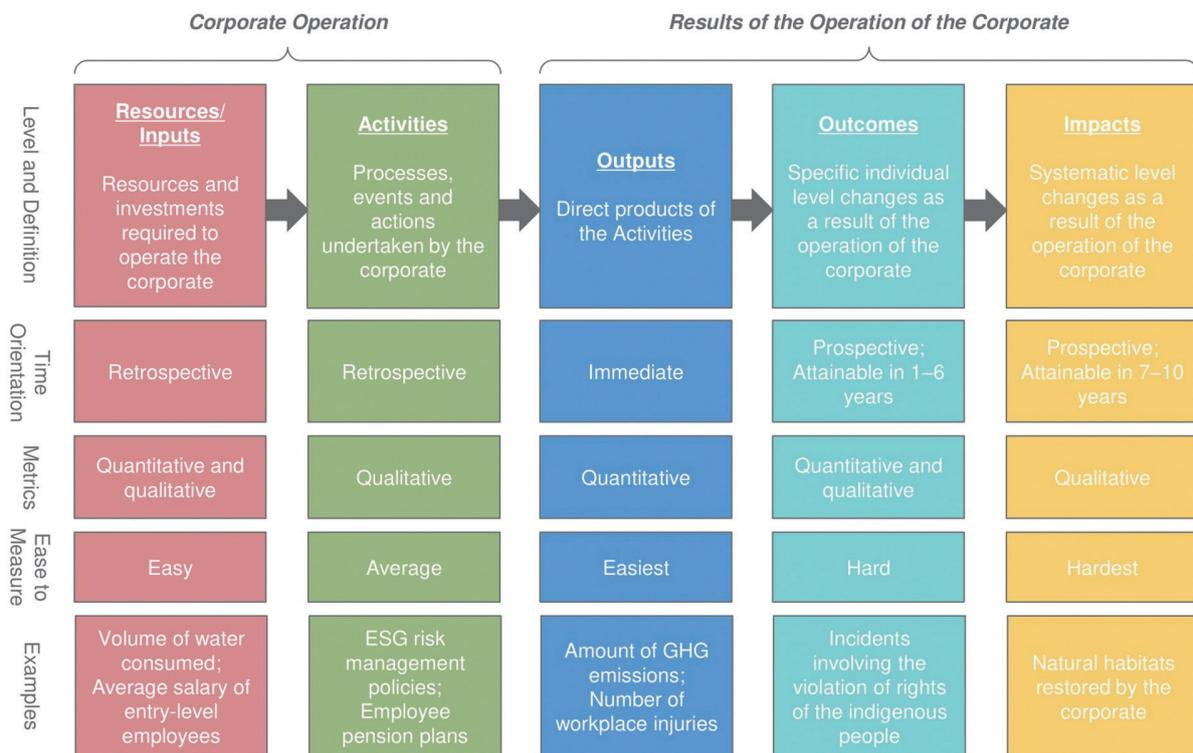 Corporate Operation
Results of the Operation of the Corporate
Level and Definition
Resources/
Inputs
Resources and
investments
required to
operate the
corporate
Activities
Processes,
events and
actions
undertaken by the
corporate
Outputs
Direct products of
the Activities
Outcomes
Specific individual
level changes as
a result of the
operation of the
corporate
Impacts
Systematic level
changes as a
result of the
operation of the
corporate
Time
Orientation
Retrospective
Retrospective
Immediate
Prospective;
Attainable in 1–6
years
Prospective;
Attainable in 7–10
years
Metrics
Quantitative and
qualitative
Qualitative
Quantitative
Quantitative and
qualitative
Qualitative
Ease to
Measure
Easy
Average
Easiest
Hard
Hardest
Examples
Volume of water
consumed;
Average salary of
entry-level
employees
ESG risk
management
policies;
Employee
pension plans
Amount of GHG
emissions;
Number of
workplace injuries
Incidents
involving the
violation of rights
of the indigenous
people
Natural habitats
restored by the
corporate